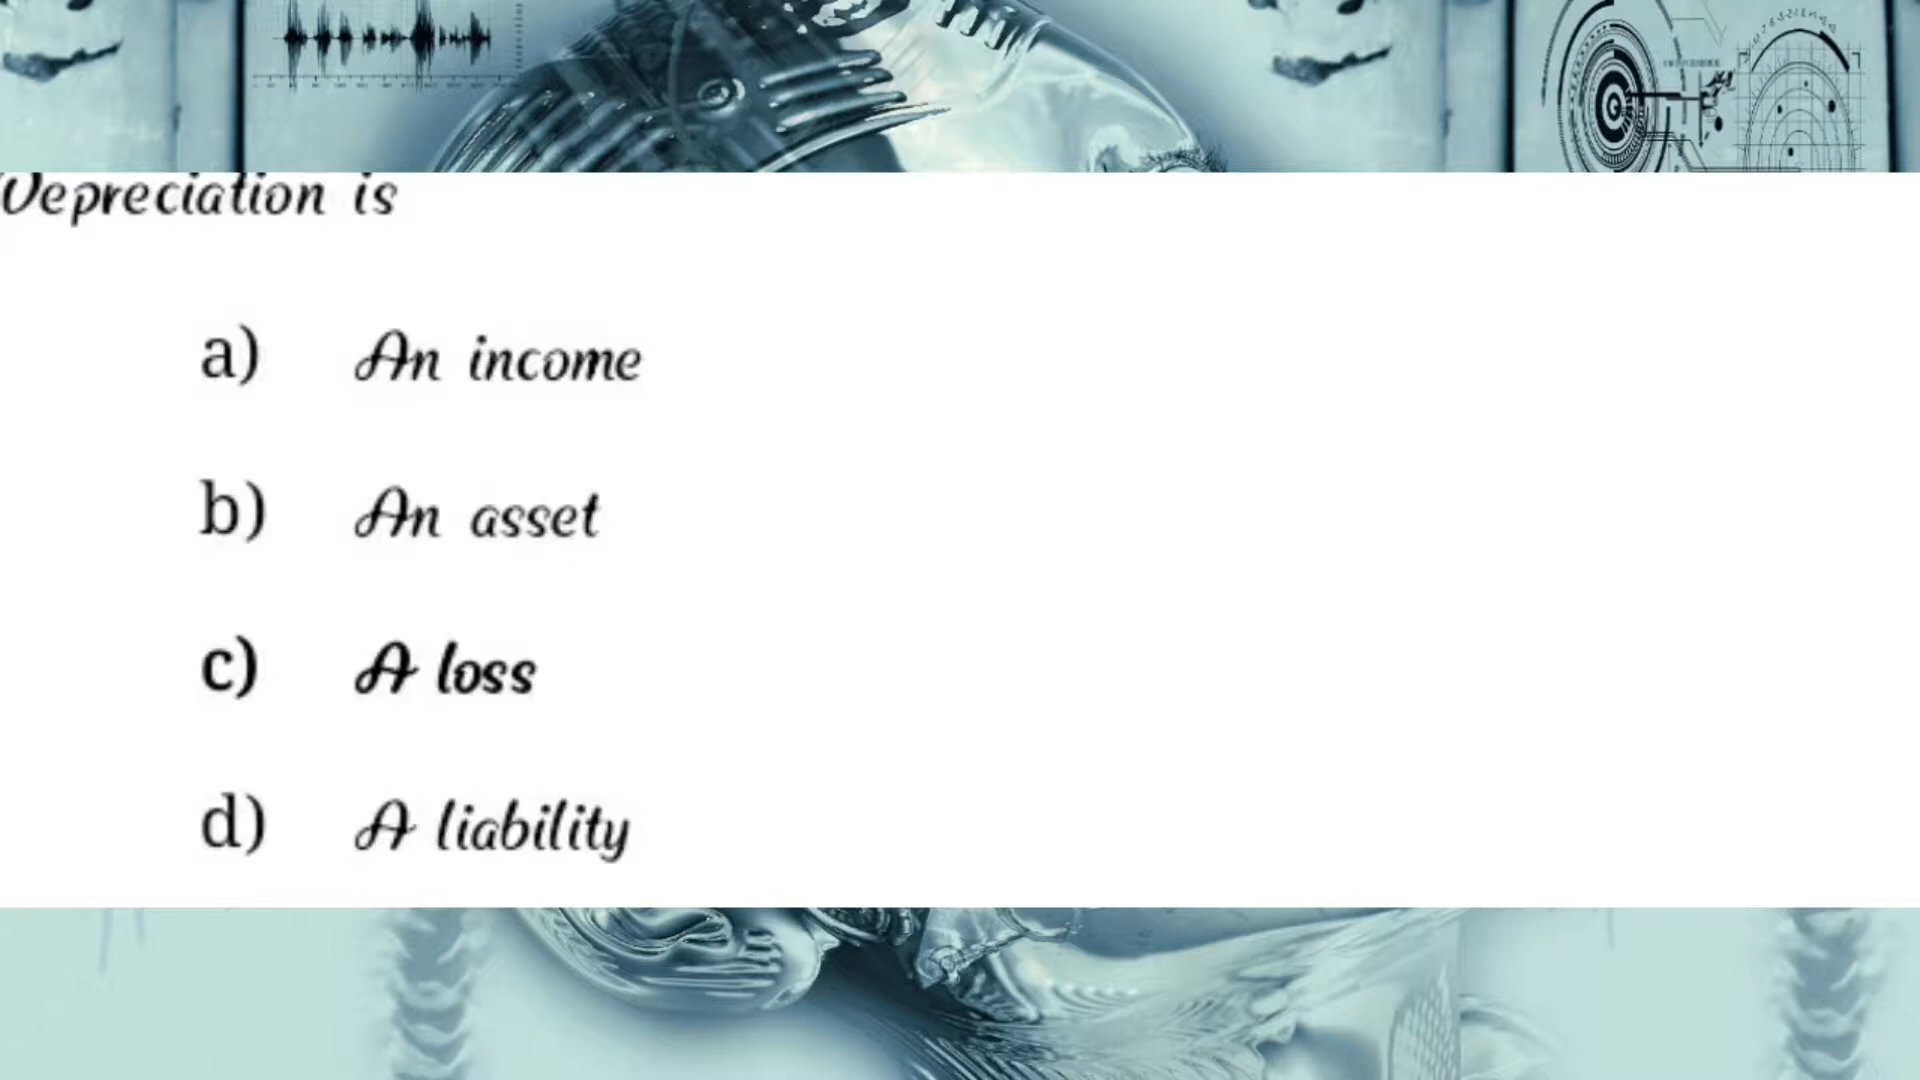 Depreciation is
a) An income
b) An asset
c) A loss
d) A liability